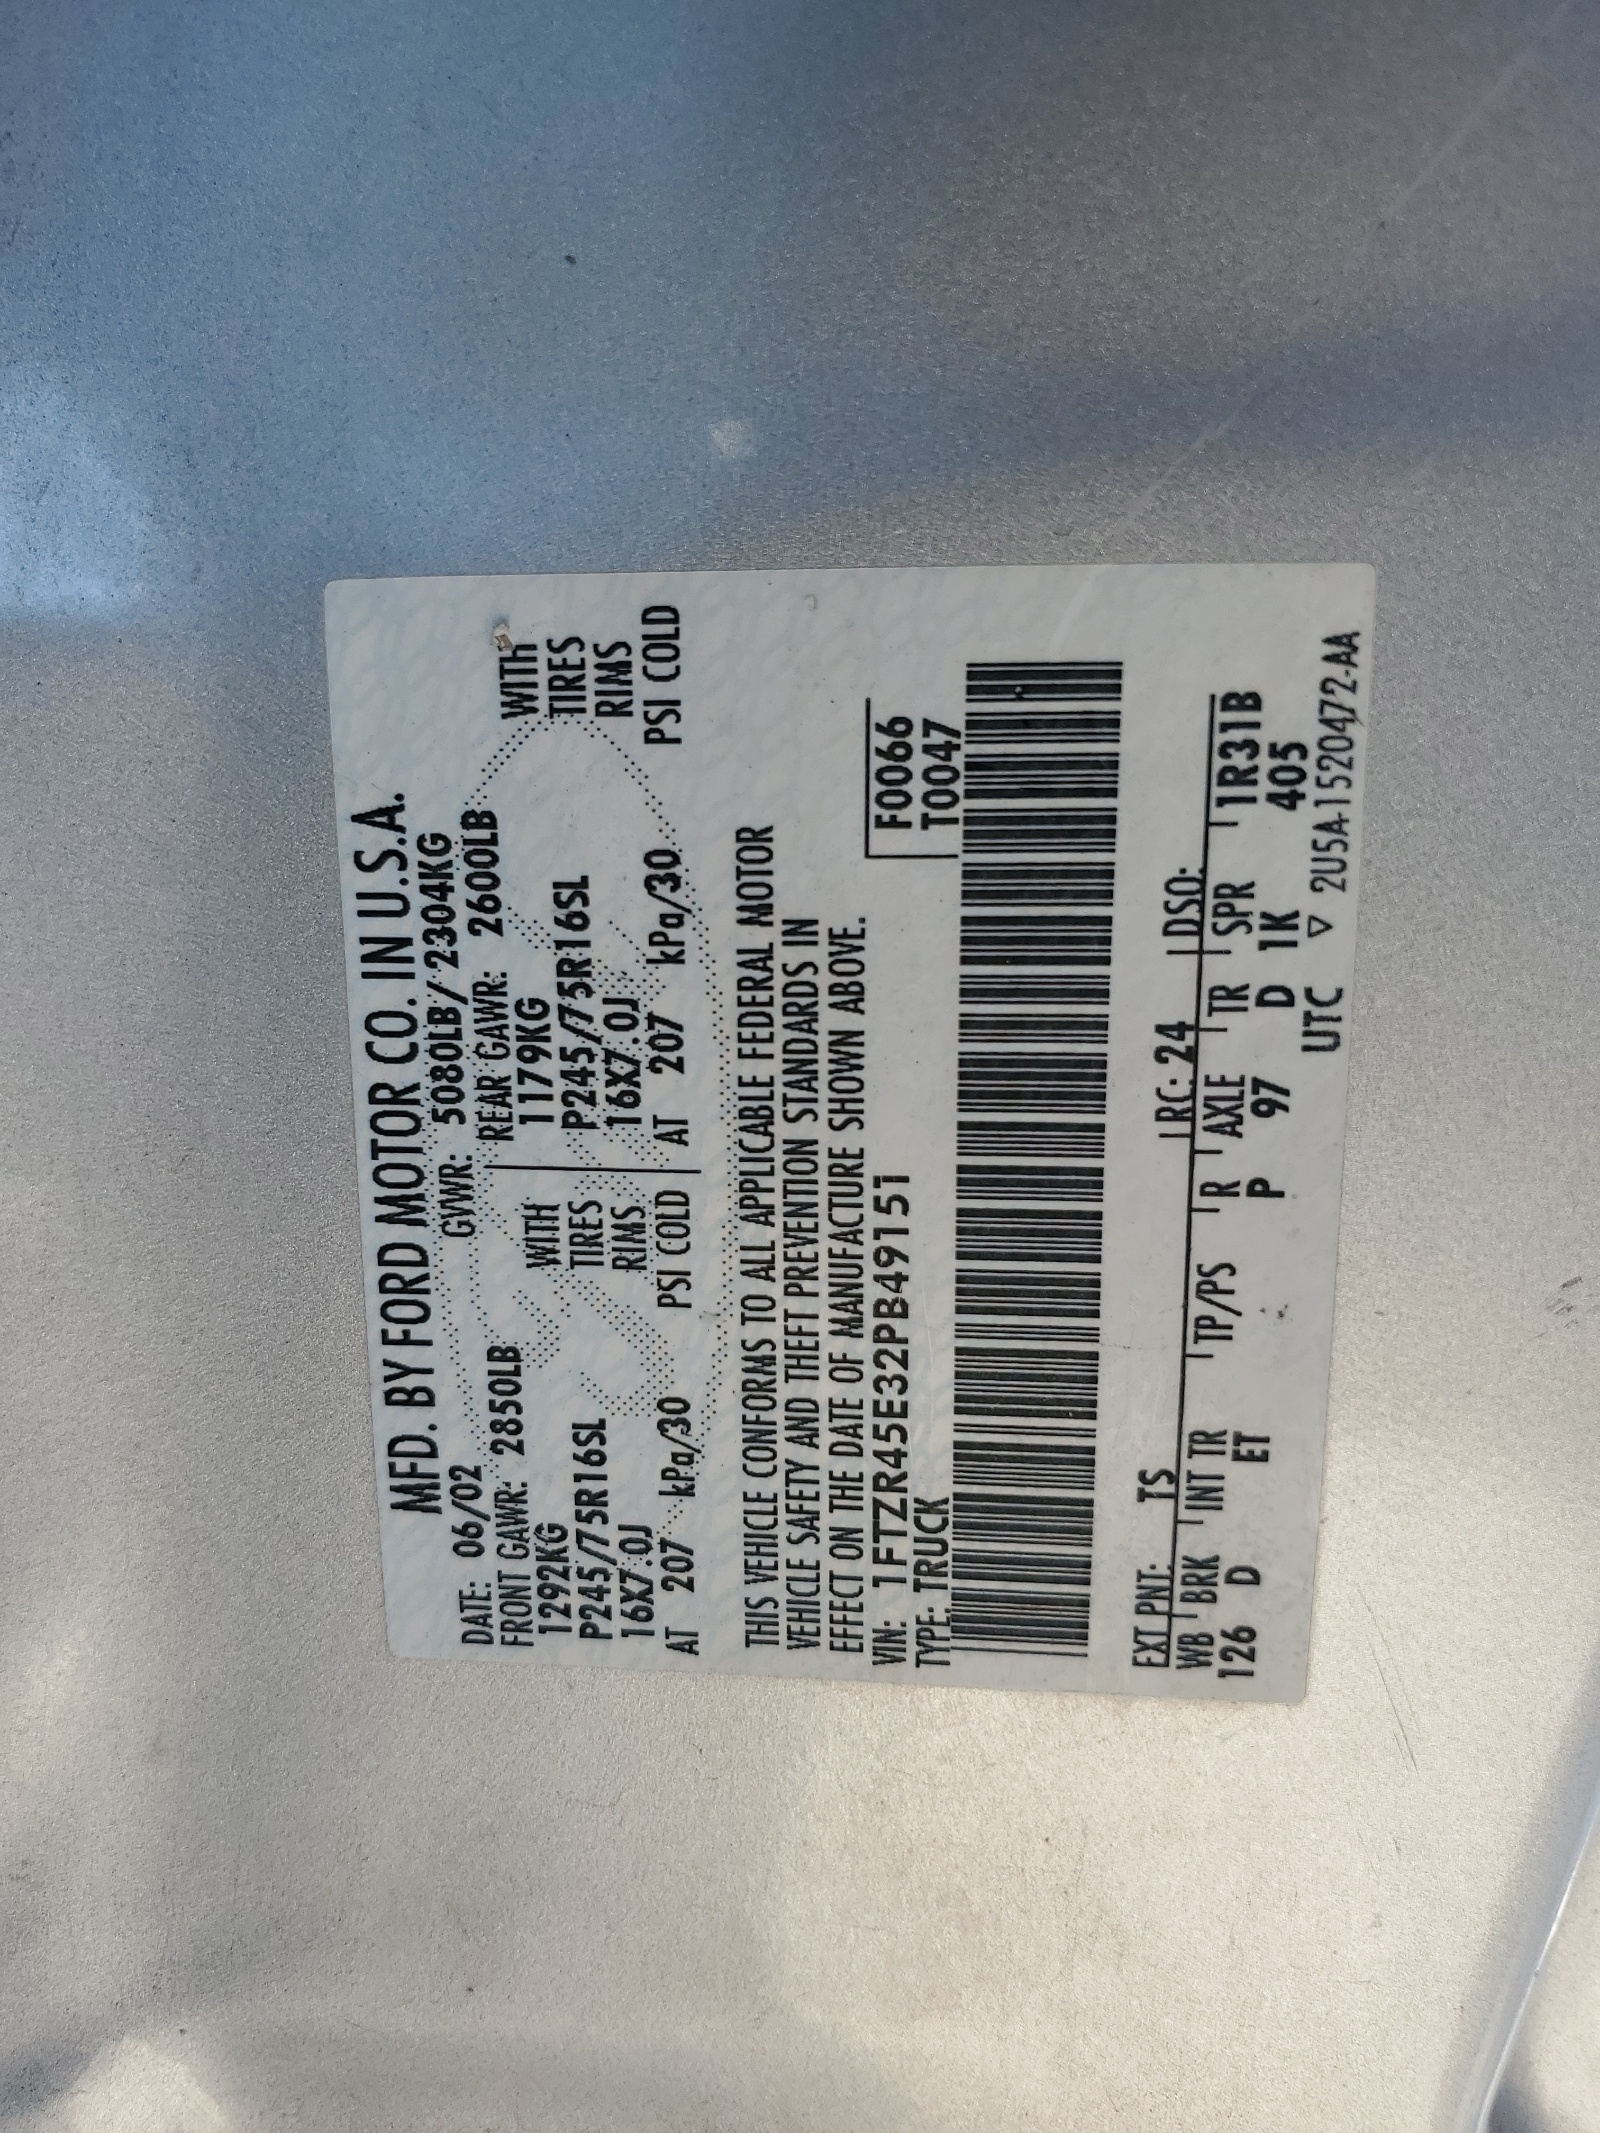 MFD. BY FORD MOTOR CO. IN U.S.A.
DATE: 06/02 GVWR: 5080LB/ 2304KG
FRONT GAWR: 2850LB REAR GAWR: 2600LB
1292KG WITH 1179KG WITH
P245/75R16SL TIRES P245/75R16SL TIRES
16X7.0J RIMS 16X7.0J RIMS
AT 207 kPa/30 PSI COLD AT 207 kPa/30 PSI COLD
THIS VEHICLE CONFORMS TO ALL APPLICABLE FEDERAL MOTOR
VEHICLE SAFETY AND THEFT PREVENTION STANDARDS IN
EFFECT ON THE DATE OF MANUFACTURE SHOWN ABOVE.
VIN: 1FTZR45E32PB49151 F0066
TYPE: TRUCK T0047
EXT PNT: TS RC: 24 DSO:
WB BRK INT TR TP/PS R AXLE TR SPR 1R31B
126 D ET P 97 D 1K 405
UTC ▽ 2U5A-1520472-AA